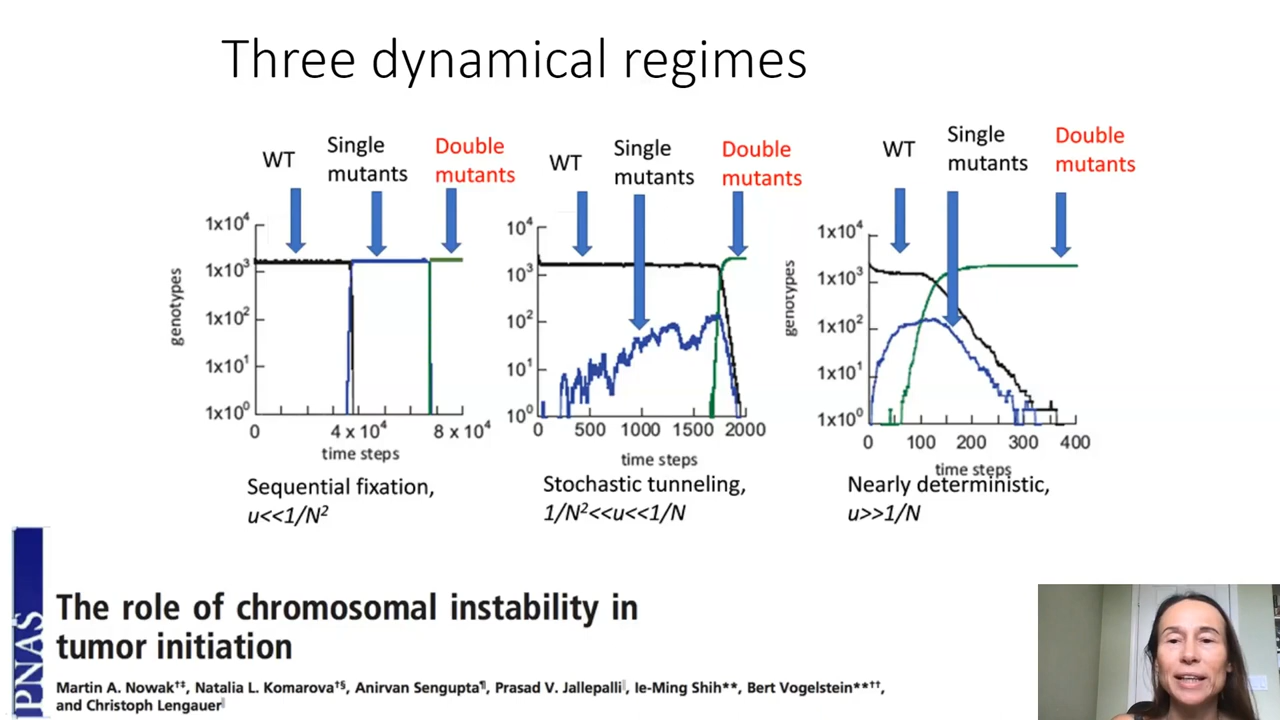 Three dynamical regimes
WT
Single
mutants
Double
mutants
1x10⁴
1x10³
1x10²
1x10¹
1x10⁰
genotypes
0
4 x 10⁴
8 x 10⁴
time steps
Sequential fixation,
u<<1/N²
WT
Single
mutants
Double
mutants
10⁴
10³
10²
10¹
10⁰
0
500
1000
1500
2000
time steps
Stochastic tunneling,
1/N²<<u<<1/N
WT
Single
mutants
Double
mutants
1x10⁴
1x10³
1x10²
1x10¹
1x10⁰
genotypes
0
100
200
300
400
time steps
Nearly deterministic,
u>>1/N
PNAS
The role of chromosomal instability in
tumor initiation
Martin A. Nowak†‡, Natalia L. Komarova†§, Anirvan Sengupta¶, Prasad V. Jallepalli‖, Ie-Ming Shih**, Bert Vogelstein**††,
and Christoph Lengauer‖